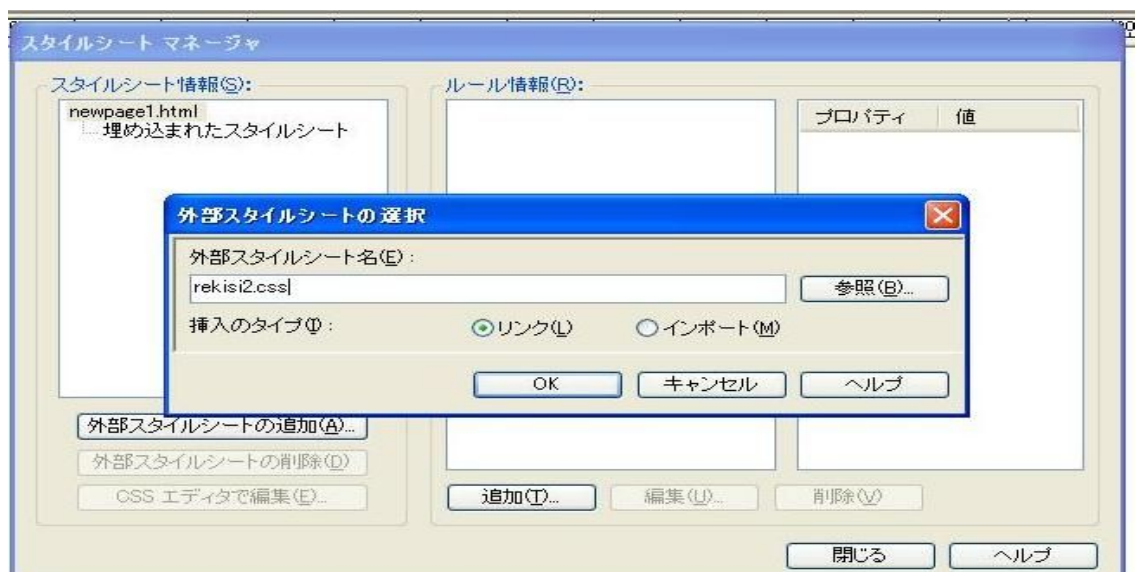 スタイルシート マネージャ
スタイルシート情報(S):
newpage1.html
埋め込まれたスタイルシート
ルール情報(R):
プロパティ 値
外部スタイルシートの選択
外部スタイルシート名(E):
rekisi2.css
参照(B)...
挿入のタイプ(I):
リンク(L) インポート(M)
OK キャンセル ヘルプ
外部スタイルシートの追加(A)...
外部スタイルシートの削除(D)
CSS エディタで編集(E)...
追加(T)... 編集(U)... 削除(V)
閉じる ヘルプ